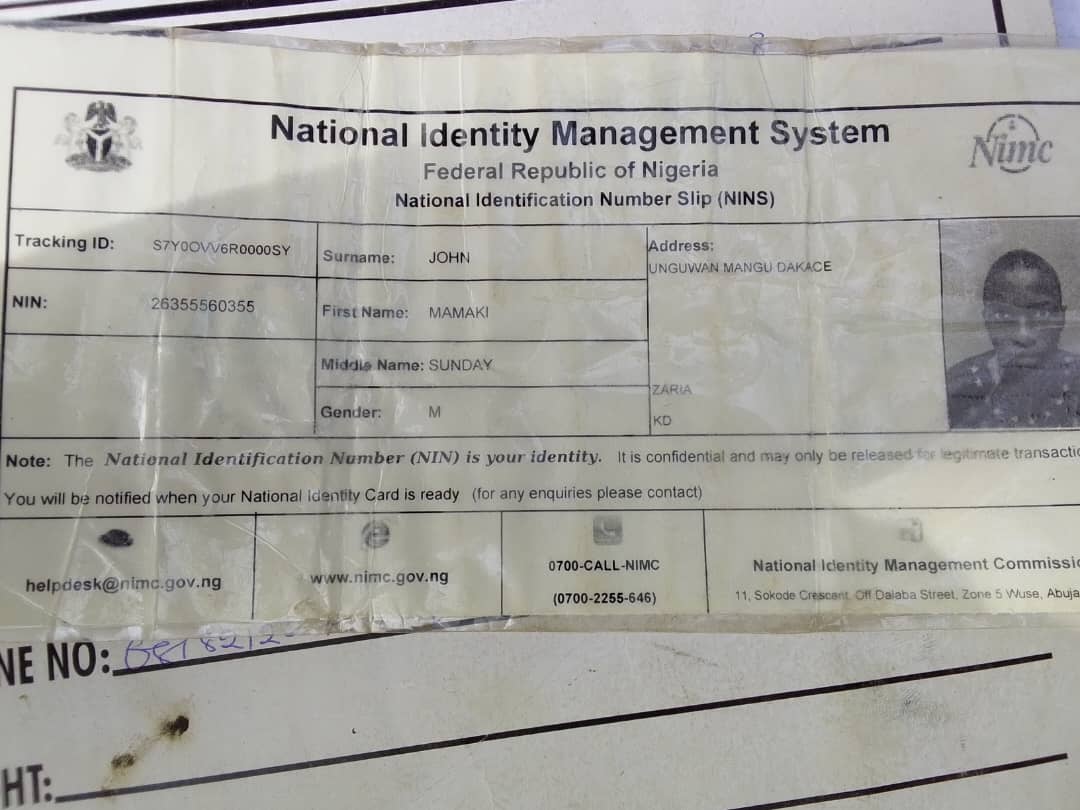 National Identity Management System
Federal Republic of Nigeria
National Identification Number Slip (NINS)
Nimc
Tracking ID: S7Y0OVV6R0000SY
Surname: JOHN
Address:
UNGUWAN MANGU DAKACE
NIN: 26355560355
First Name: MAMAKI
Middle Name: SUNDAY
ZARIA
Gender: M
KD
Note: The National Identification Number (NIN) is your identity. It is confidential and may only be released for legitimate transactio
You will be notified when your National Identity Card is ready (for any enquiries please contact)
helpdesk@nimc.gov.ng
www.nimc.gov.ng
0700-CALL-NIMC
(0700-2255-646)
National Identity Management Commissio
11, Sokode Crescent Off Dalaba Street, Zone 5 Wuse, Abuja
NE NO:
HT: